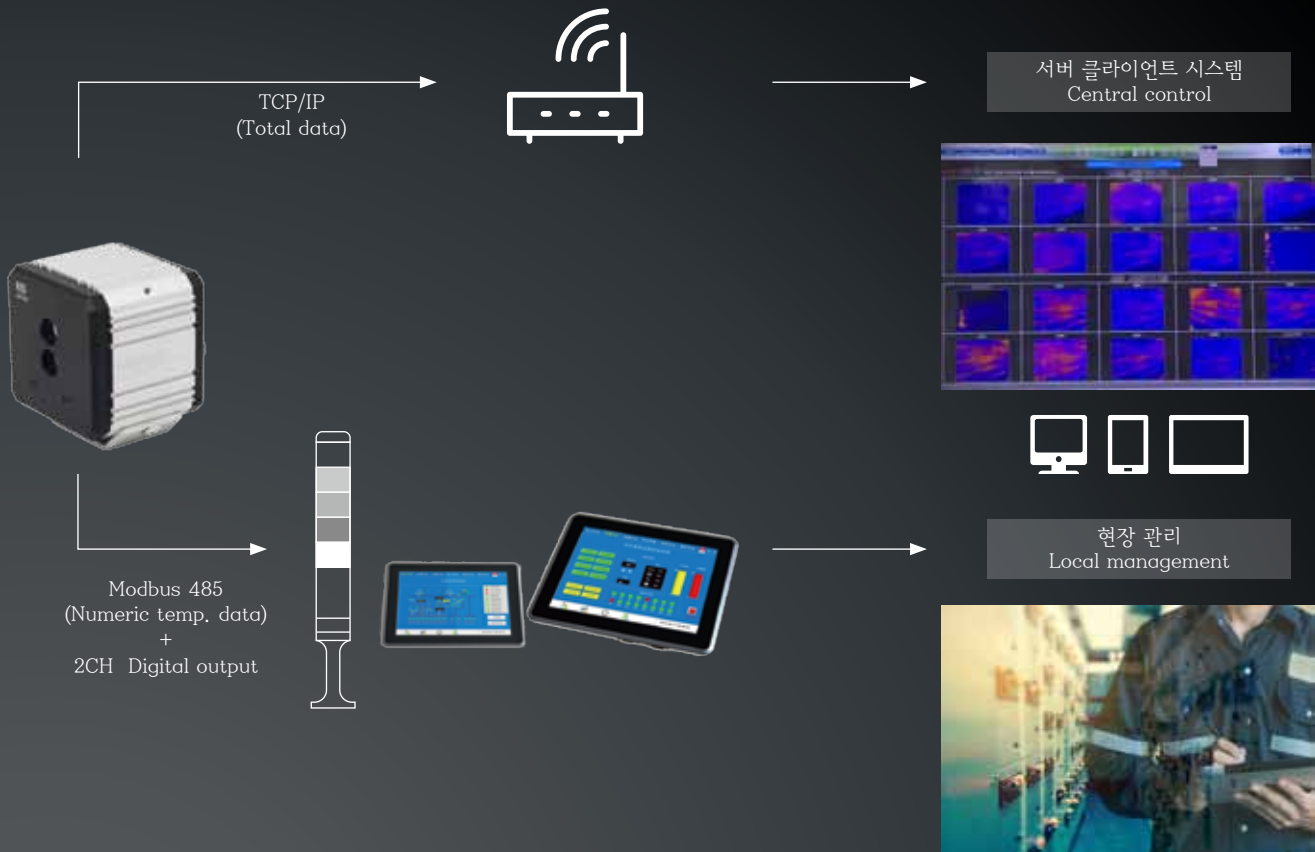 TCP/IP
(Total data)
서버 클라이언트 시스템
Central control
Modbus 485
(Numeric temp. data)
+
2CH Digital output
현장 관리
Local management